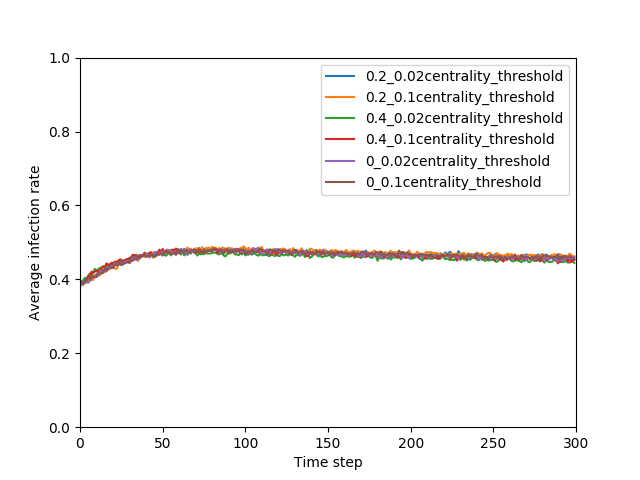 1.0
0.8
0.6
0.4
0.2
0.0
Average infection rate
0.2_0.02centrality_threshold
0.2_0.1centrality_threshold
0.4_0.02centrality_threshold
0.4_0.1centrality_threshold
0_0.02centrality_threshold
0_0.1centrality_threshold
0 50 100 150 200 250 300
Time step